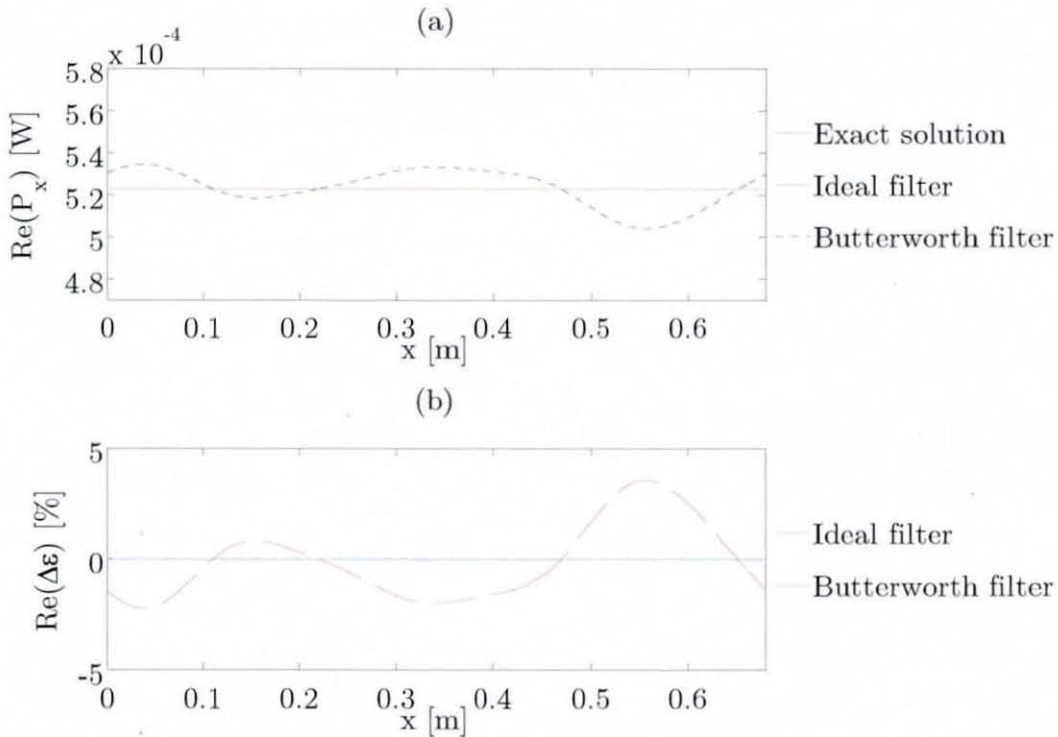 (a)
x 10⁻⁴
5.8
5.6
5.4
5.2
5
4.8
Re(Pₓ) [W]
0 0.1 0.2 0.3 0.4 0.5 0.6
x [m]
Exact solution
Ideal filter
Butterworth filter
(b)
5
0
-5
Re(Δε) [%]
0 0.1 0.2 0.3 0.4 0.5 0.6
x [m]
Ideal filter
Butterworth filter